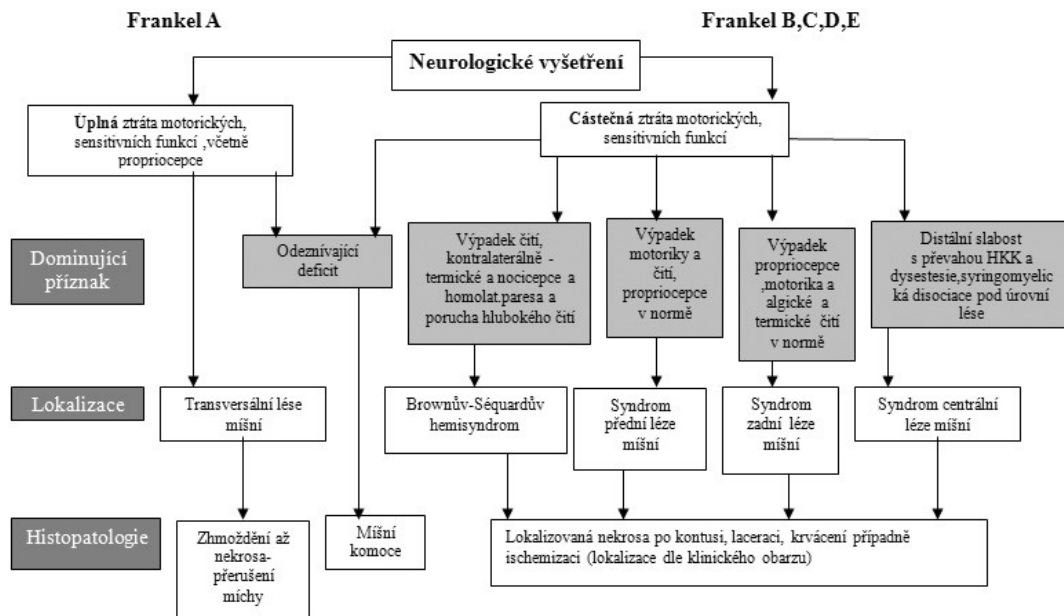 Frankel A
Frankel B,C,D,E
Neurologické vyšetření
Úplná ztráta motorických,
sensitivních funkcí ,včetně
propriocepce
Cástečná ztráta motorických,
sensitivních funkcí
Dominující
příznak
Odeznívající
deficit
Výpadek čití,
kontralaterálně -
termické a nocicepce a
homolat.paresa a
porucha hlubokého čití
Výpadek
motoriky a
čití,
propriocepce
v normě
Výpadek
propriocepce
,motorika a
algické a
termické čití
v normě
Distální slabost
s převahou HKK a
dysestesie,syringomyelic
ká disociace pod úrovní
lése
Lokalizace
Transversální lése
míšní
Brownův-Séquardův
hemisyndrom
Syndrom
přední léze
míšní
Syndrom
zadní léze
míšní
Syndrom centrální
léze míšní
Histopatologie
Zhmoždění až
nekrosa-
přerušení
míchy
Míšní
komoce
Lokalizovaná nekrosa po kontusi, laceraci, krvácení případně
ischemizaci (lokalizace dle klinického obarzu)